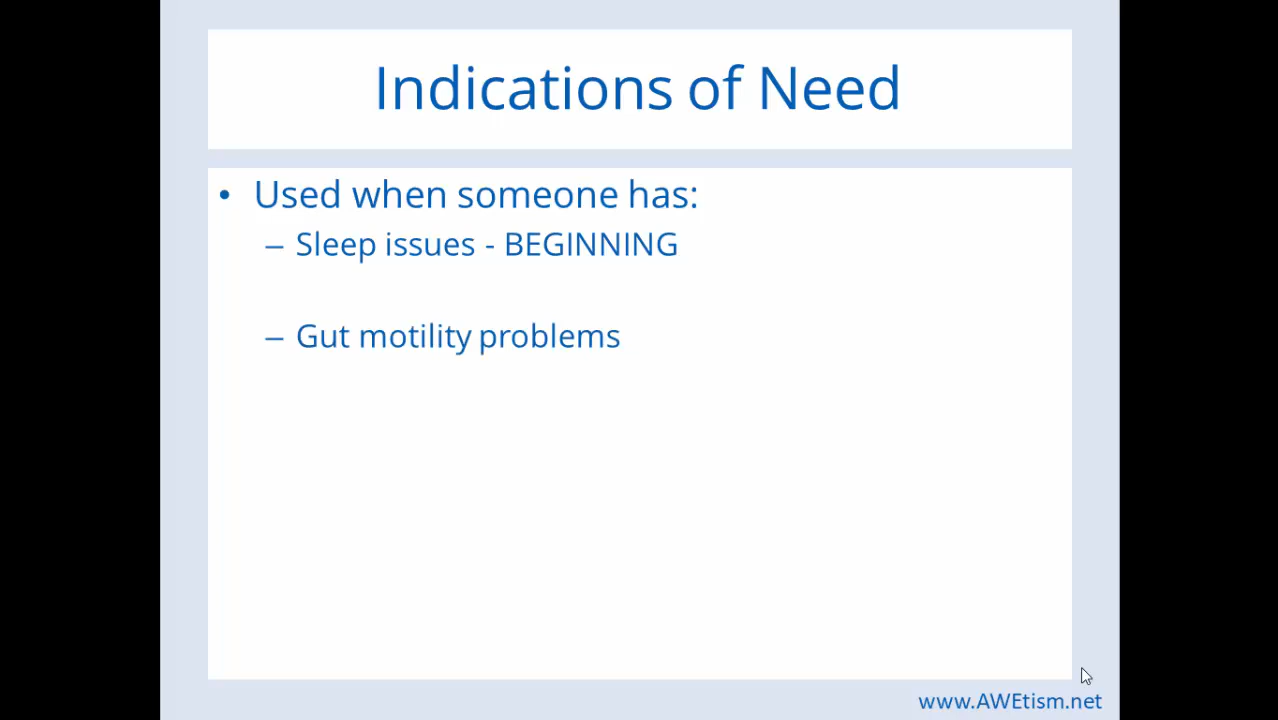 Indications of Need
• Used when someone has:
– Sleep issues - BEGINNING
– Gut motility problems
www.AWEtism.net